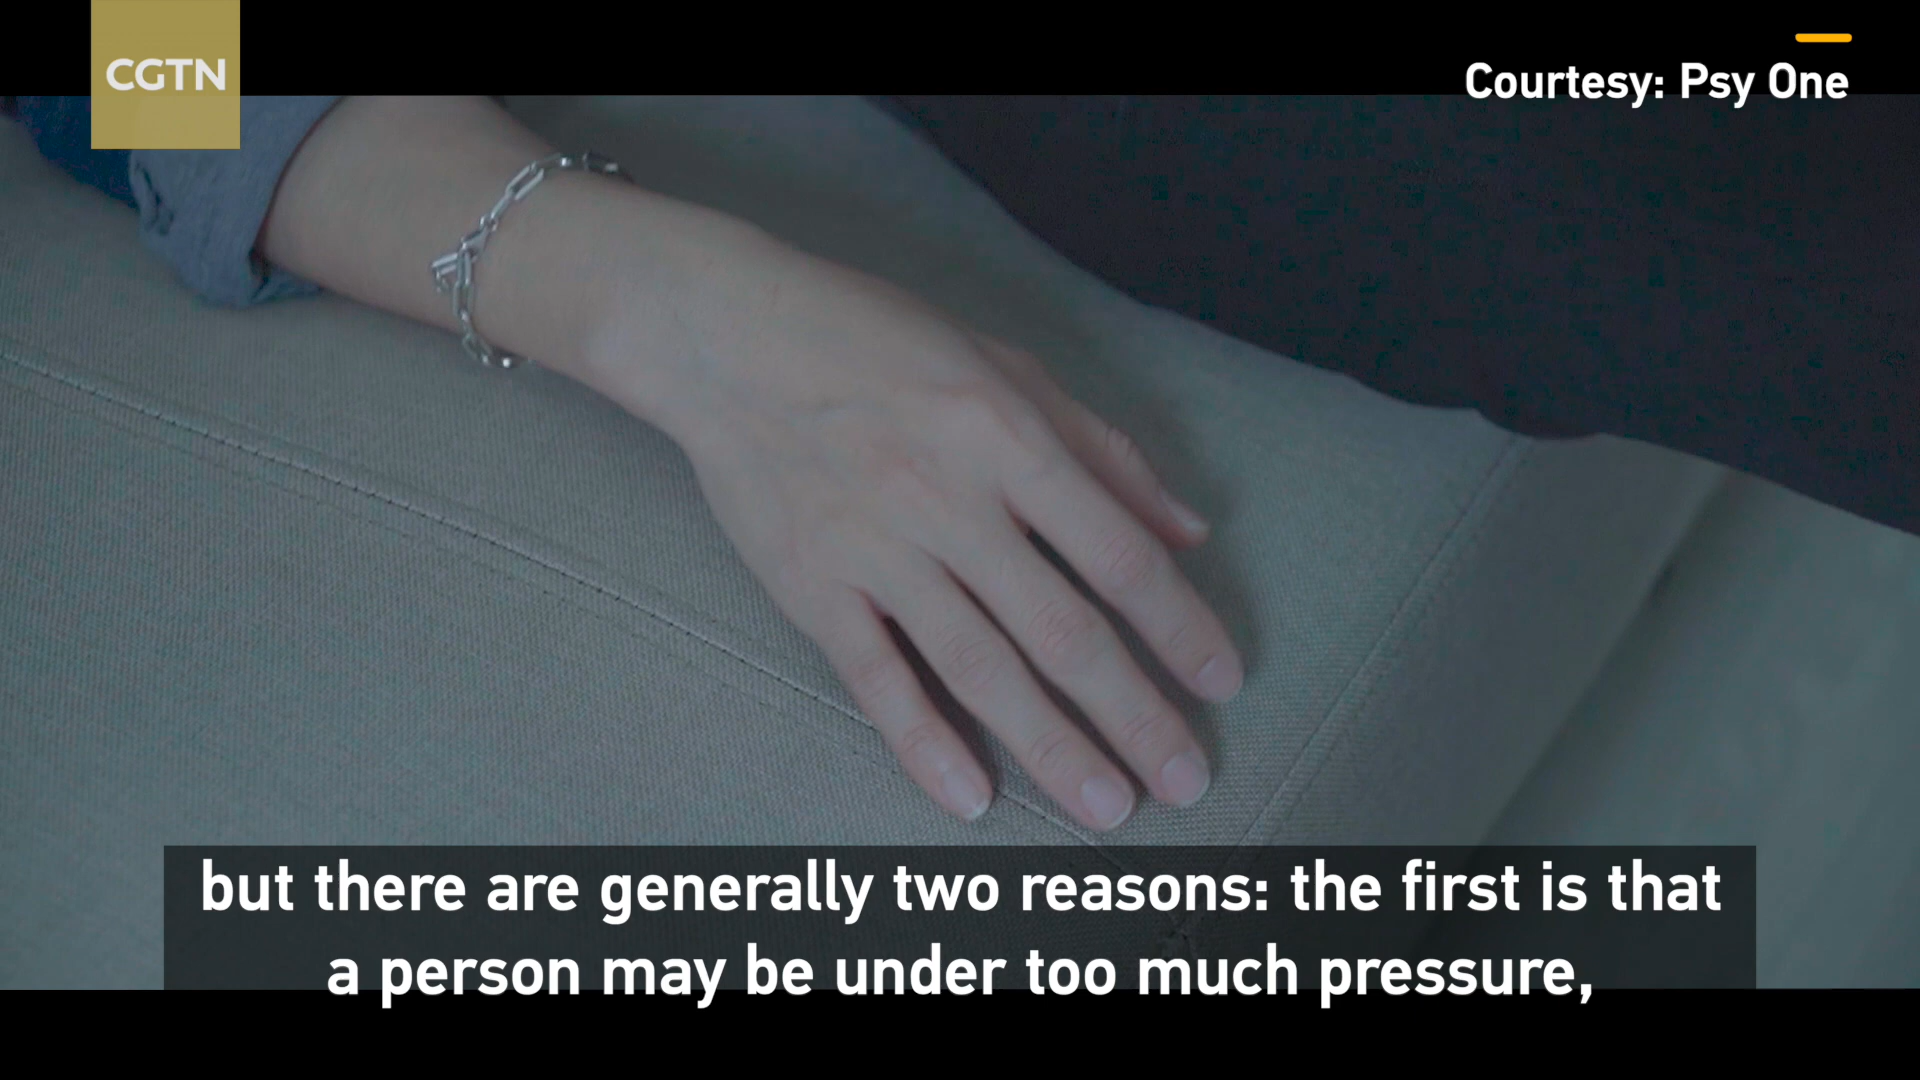 CGTN
Courtesy: Psy One
but there are generally two reasons: the first is that
a person may be under too much pressure,